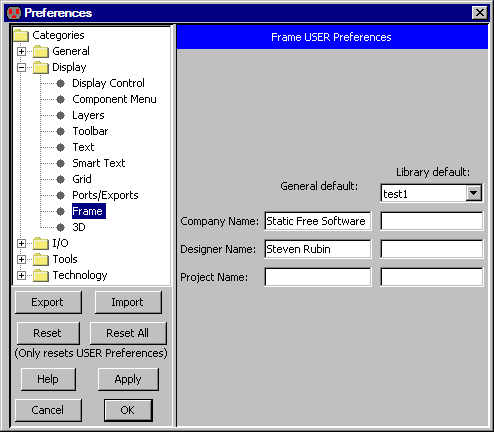 Preferences
Categories
General
Display
Display Control
Component Menu
Layers
Toolbar
Text
Smart Text
Grid
Ports/Exports
Frame
3D
I/O
Tools
Technology
Export Import
Reset Reset All
(Only resets USER Preferences)
Help Apply
Cancel OK
Frame USER Preferences
Library default:
General default: test1
Company Name: Static Free Software
Designer Name: Steven Rubin
Project Name: